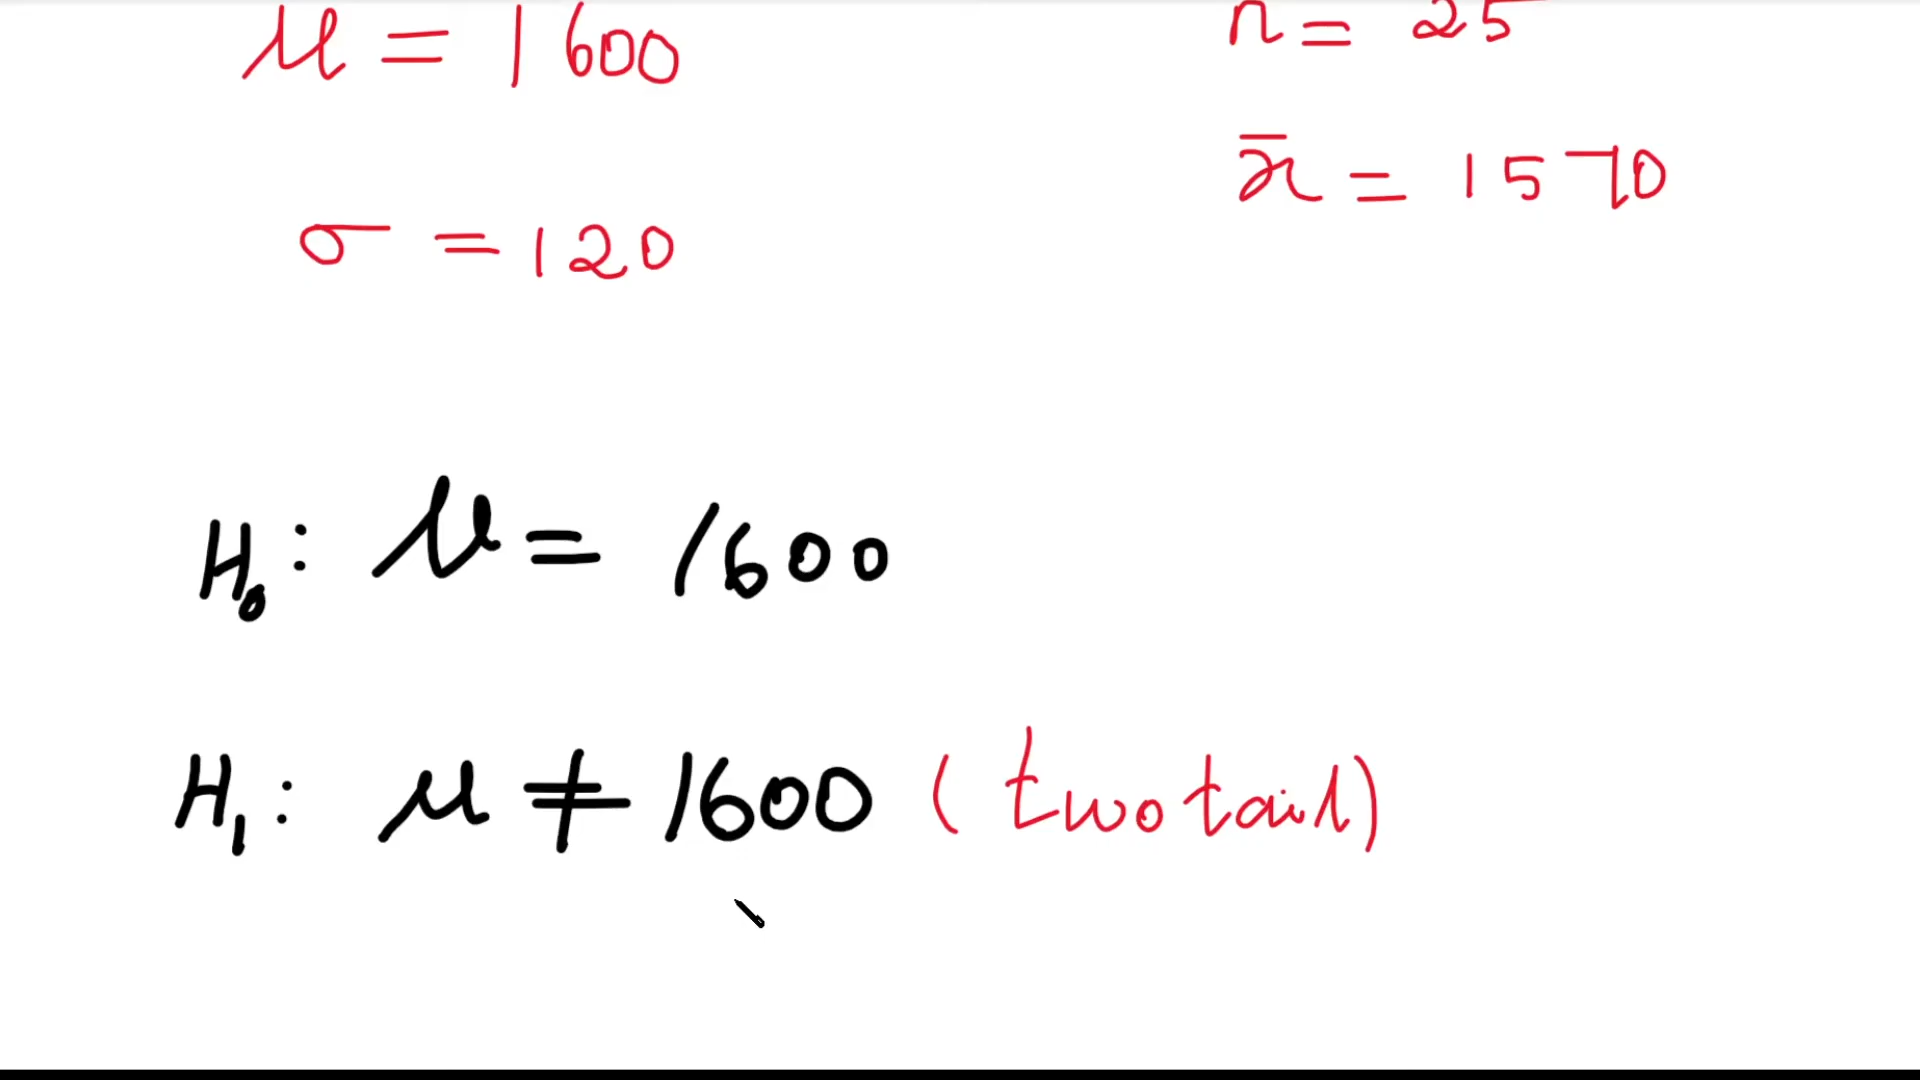 μ = 1600
n = 25
x̄ = 1570
σ = 120
H₀: μ = 1600
H₁: μ ≠ 1600 (two tail)